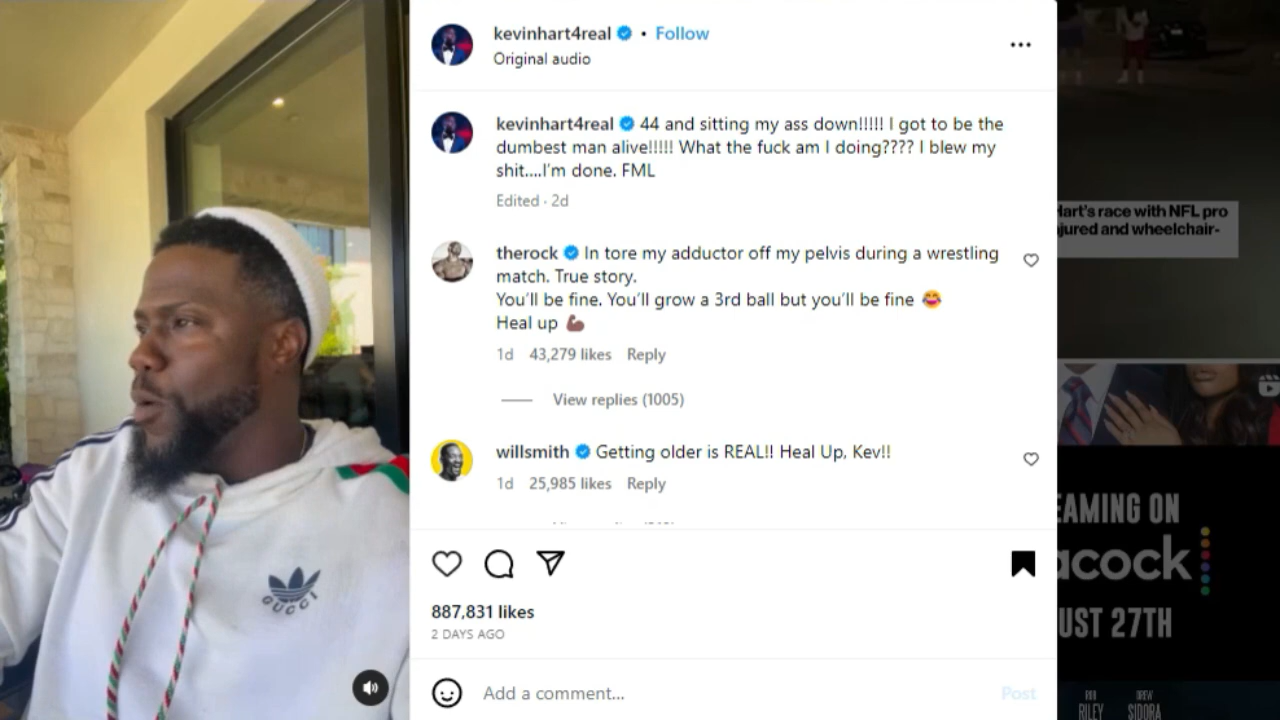 kevinhart4real • Follow
Original audio
kevinhart4real 44 and sitting my ass down!!!!! I got to be the
dumbest man alive!!!!! What the fuck am I doing???? I blew my
shit....I'm done. FML
Edited · 2d
therock In tore my adductor off my pelvis during a wrestling
match. True story.
You'll be fine. You'll grow a 3rd ball but you'll be fine 😂
Heal up 💪🏾
1d 43,279 likes Reply
View replies (1005)
willsmith Getting older is REAL!! Heal Up, Kev!!
1d 25,985 likes Reply
887,831 likes
2 DAYS AGO
Add a comment... Post
GUCCI
Hart's race with NFL pro
jured and wheelchair-
EAMING ON
acock
UST 27TH
RILEY
DREW
SIDORA